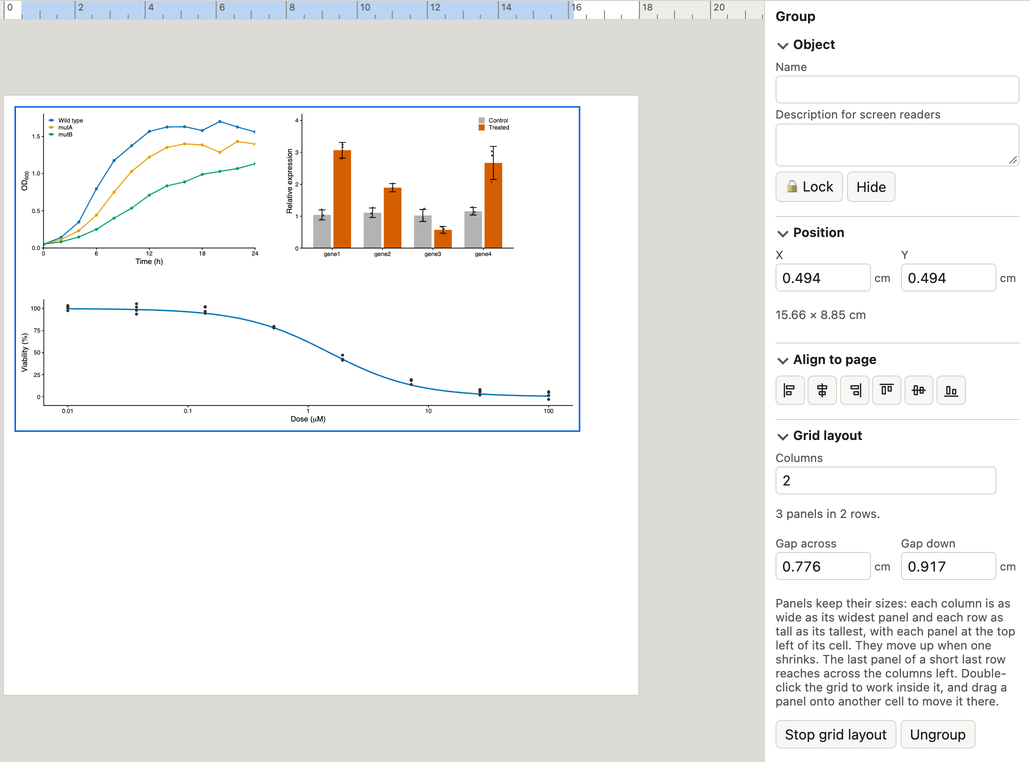 0 2 4 6 8 10 12 14 16 18 20
Wild type
mutA
mutB
OD600
1.5
1.0
0.5
0.0
0 6 12 18 24
Time (h)
Control
Treated
Relative expression
4
3
2
1
0
gene1 gene2 gene3 gene4
Viability (%)
100
75
50
25
0
0.01 0.1 1 10 100
Dose (µM)
Group
Object
Name
Description for screen readers
🔒 Lock Hide
Position
X Y
0.494 cm 0.494 cm
15.66 × 8.85 cm
Align to page
Grid layout
Columns
2
3 panels in 2 rows.
Gap across Gap down
0.776 cm 0.917 cm
Panels keep their sizes: each column is as
wide as its widest panel and each row as
tall as its tallest, with each panel at the top
left of its cell. They move up when one
shrinks. The last panel of a short last row
reaches across the columns left. Double-
click the grid to work inside it, and drag a
panel onto another cell to move it there.
Stop grid layout Ungroup